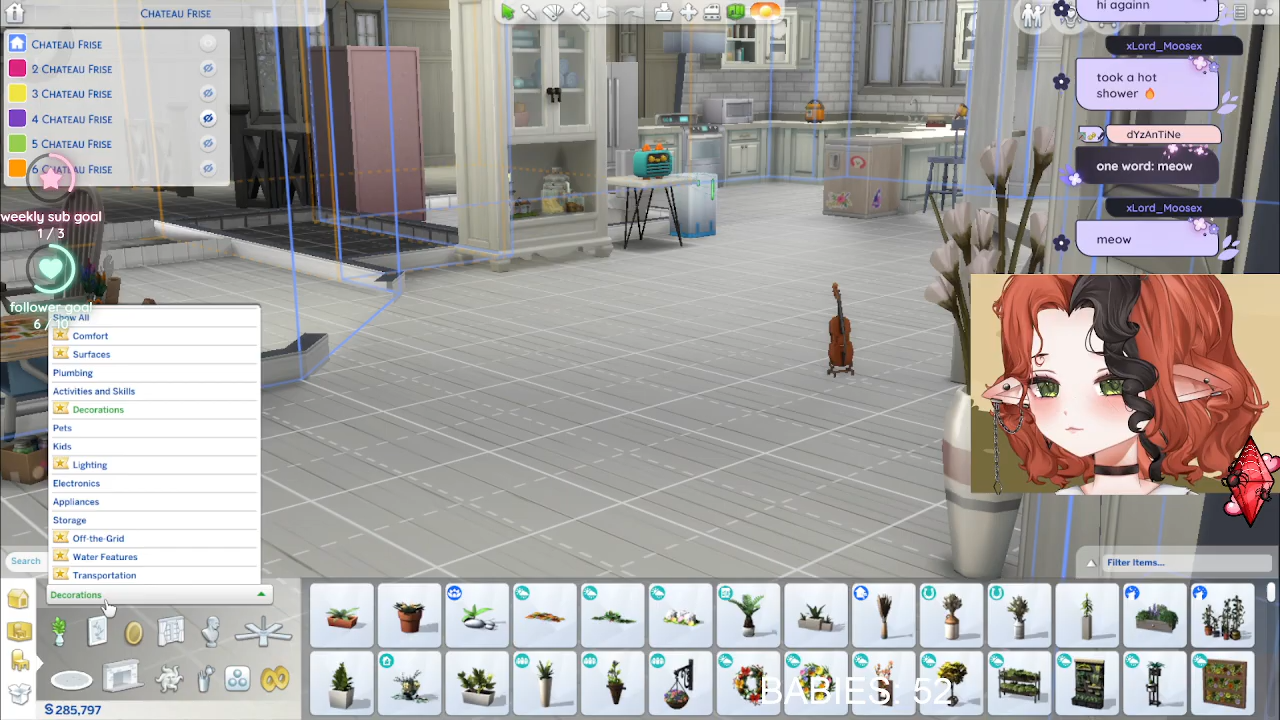 CHATEAU FRISE
CHATEAU FRISE
2 CHATEAU FRISE
3 CHATEAU FRISE
4 CHATEAU FRISE
5 CHATEAU FRISE
6 CHATEAU FRISE
weekly sub goal
1 / 3
follower goal
6 / 10
hi againn
xLord_Moosex
took a hot
shower 🔥
dYzAnTiNe
one word: meow
xLord_Moosex
meow
Show All
Comfort
Surfaces
Plumbing
Activities and Skills
Decorations
Pets
Kids
Lighting
Electronics
Appliances
Storage
Off-the-Grid
Water Features
Transportation
Search
Decorations
Filter Items...
BABIES: 52
$285,797